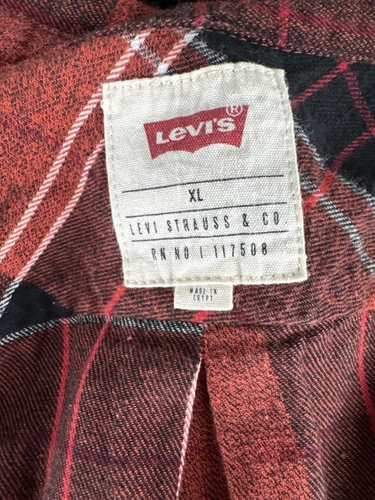 LEVI'S®
XL
LEVI STRAUSS & CO
RN NO | 117508
MADE IN
EGYPT